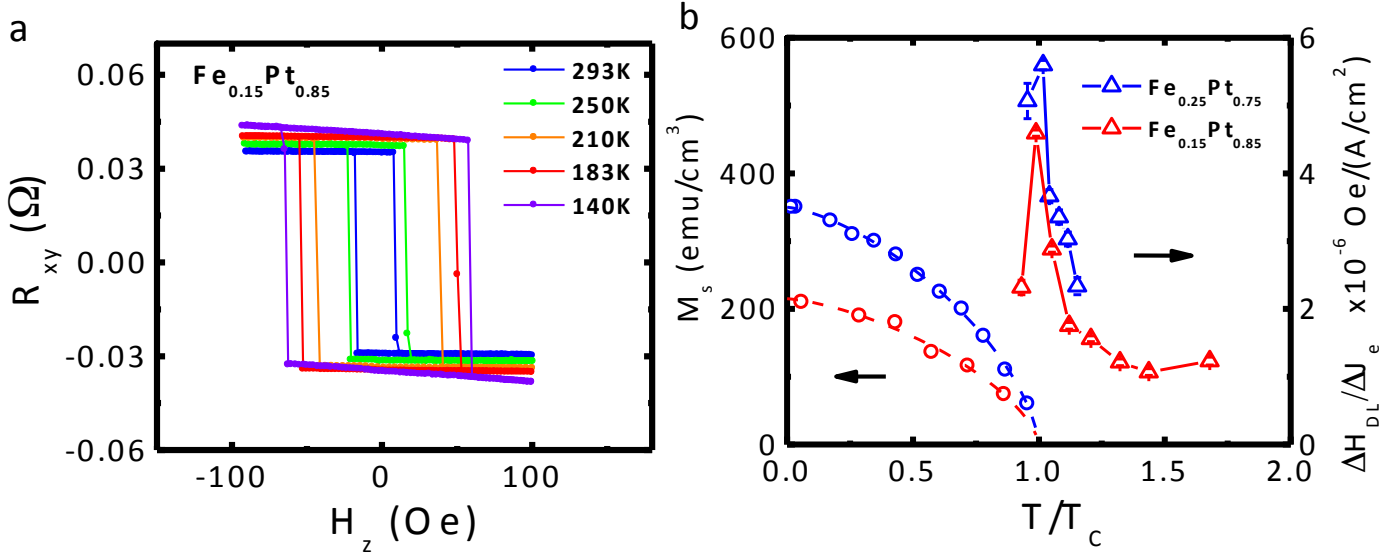 a
Fe0.15Pt0.85
293K
250K
210K
183K
140K
0.06
0.03
0.00
-0.03
-0.06
Rxy (Ω)
-100
0
100
Hz (Oe)
b
600
400
200
0
Ms (emu/cm3)
Fe0.25Pt0.75
Fe0.15Pt0.85
6
4
2
0
ΔHDL/ΔJe x10-6 Oe/(A/cm2)
0.0
0.5
1.0
1.5
2.0
T/TC